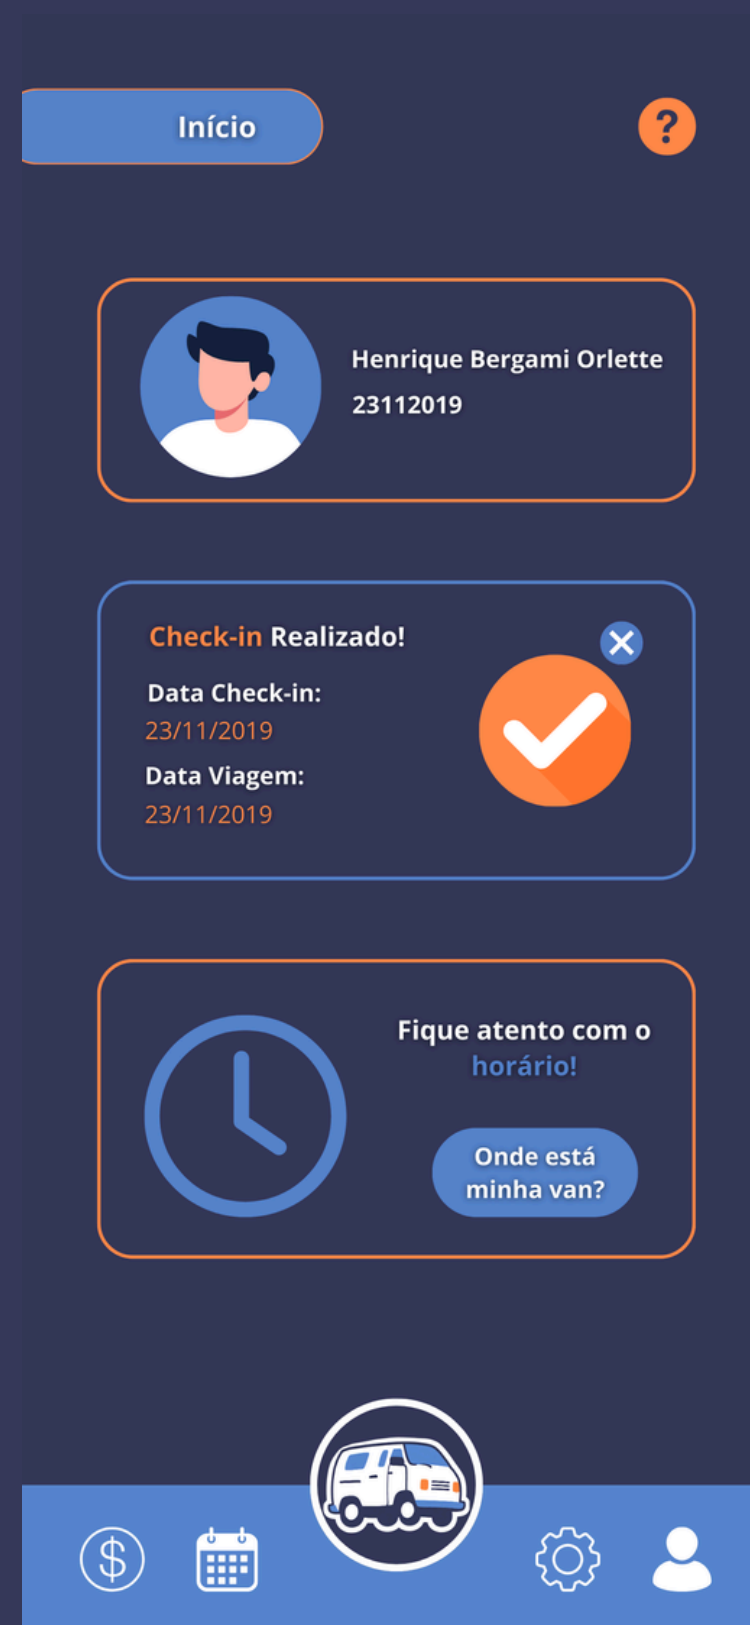 Início
?
Henrique Bergami Orlette
23112019
Check-in Realizado!
Data Check-in:
23/11/2019
Data Viagem:
23/11/2019
Fique atento com o
horário!
Onde está
minha van?
$